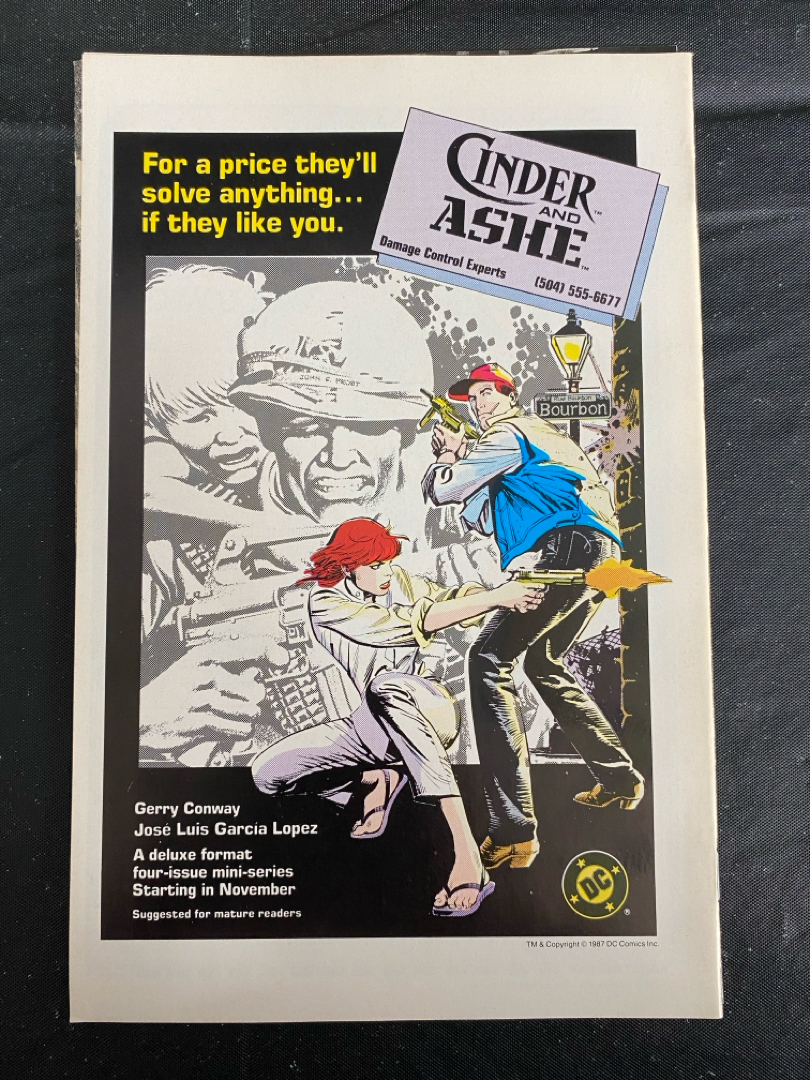 For a price they'll
solve anything...
if they like you.
CINDER
AND
ASHE™
Damage Control Experts
(504) 555-6677
Bourbon
Gerry Conway
José Luis García Lopez
A deluxe format
four-issue mini-series
Starting in November
Suggested for mature readers
DC
®
TM & Copyright © 1987 DC Comics Inc.